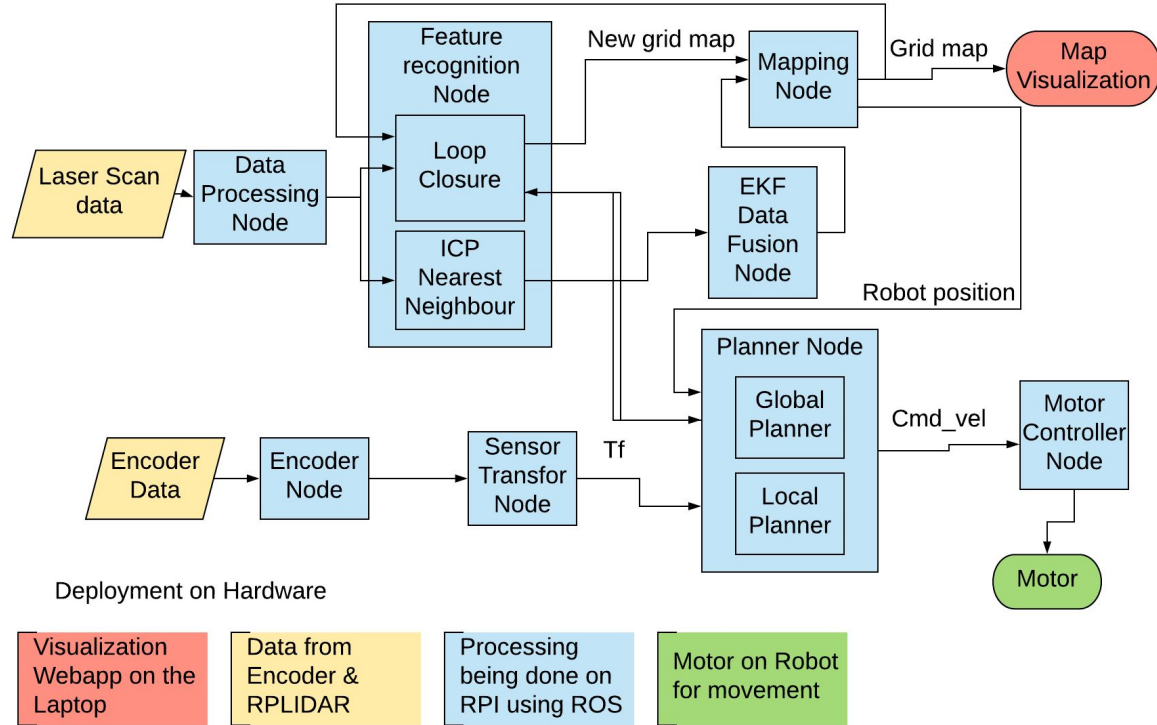 Feature
recognition
Node
New grid map
Mapping
Node
Grid map
Map
Visualization
Laser Scan
data
Data
Processing
Node
Loop
Closure
ICP
Nearest
Neighbour
EKF
Data
Fusion
Node
Robot position
Planner Node
Global
Planner
Local
Planner
Cmd_vel
Motor
Controller
Node
Encoder
Data
Encoder
Node
Sensor
Transfor
Node
Tf
Motor
Deployment on Hardware
Visualization
Webapp on the
Laptop
Data from
Encoder &
RPLIDAR
Processing
being done on
RPI using ROS
Motor on Robot
for movement